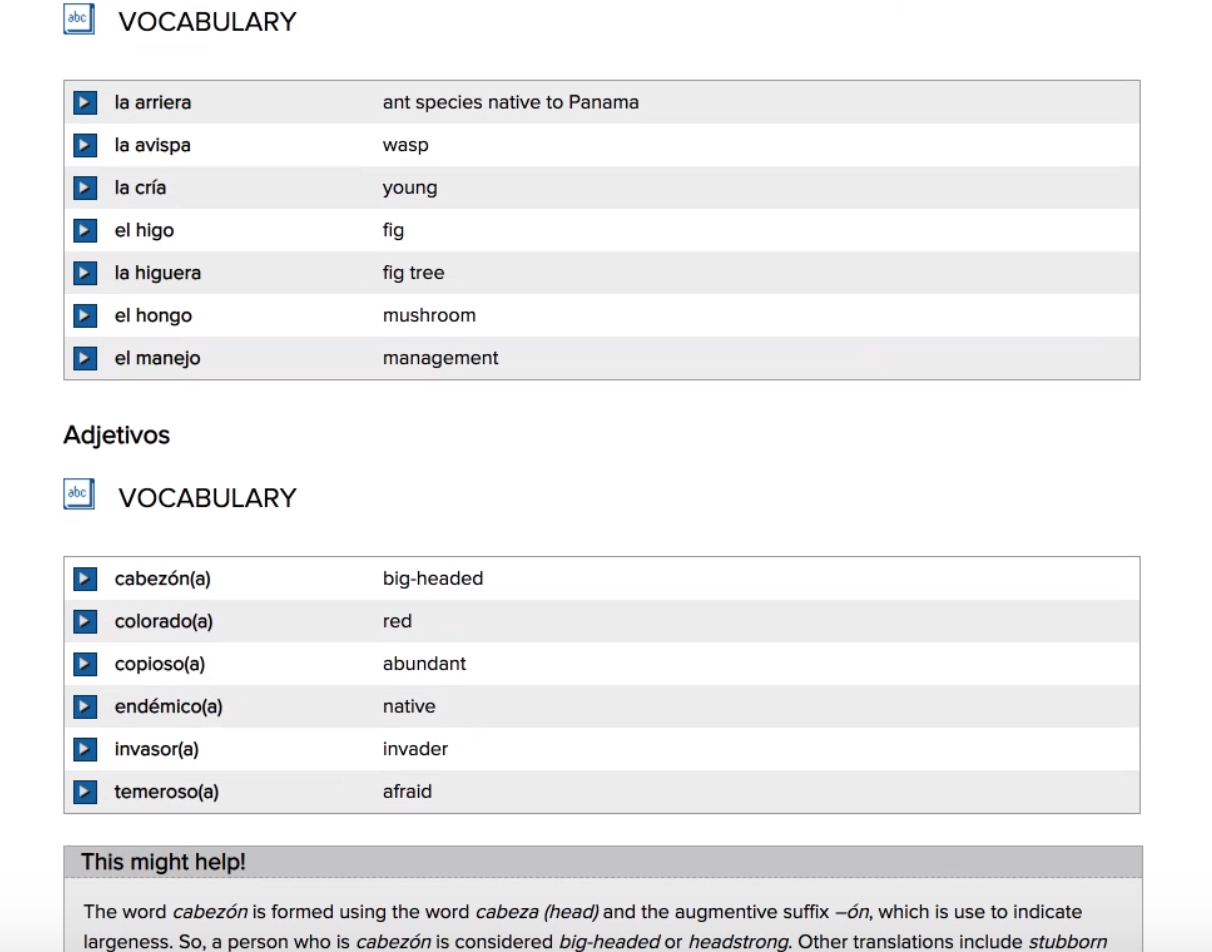 abc VOCABULARY
la arriera ant species native to Panama
la avispa wasp
la cría young
el higo fig
la higuera fig tree
el hongo mushroom
el manejo management
Adjetivos
abc VOCABULARY
cabezón(a) big-headed
colorado(a) red
copioso(a) abundant
endémico(a) native
invasor(a) invader
temeroso(a) afraid
This might help!
The word cabezón is formed using the word cabeza (head) and the augmentive suffix –ón, which is use to indicate
largeness. So, a person who is cabezón is considered big-headed or headstrong. Other translations include stubborn